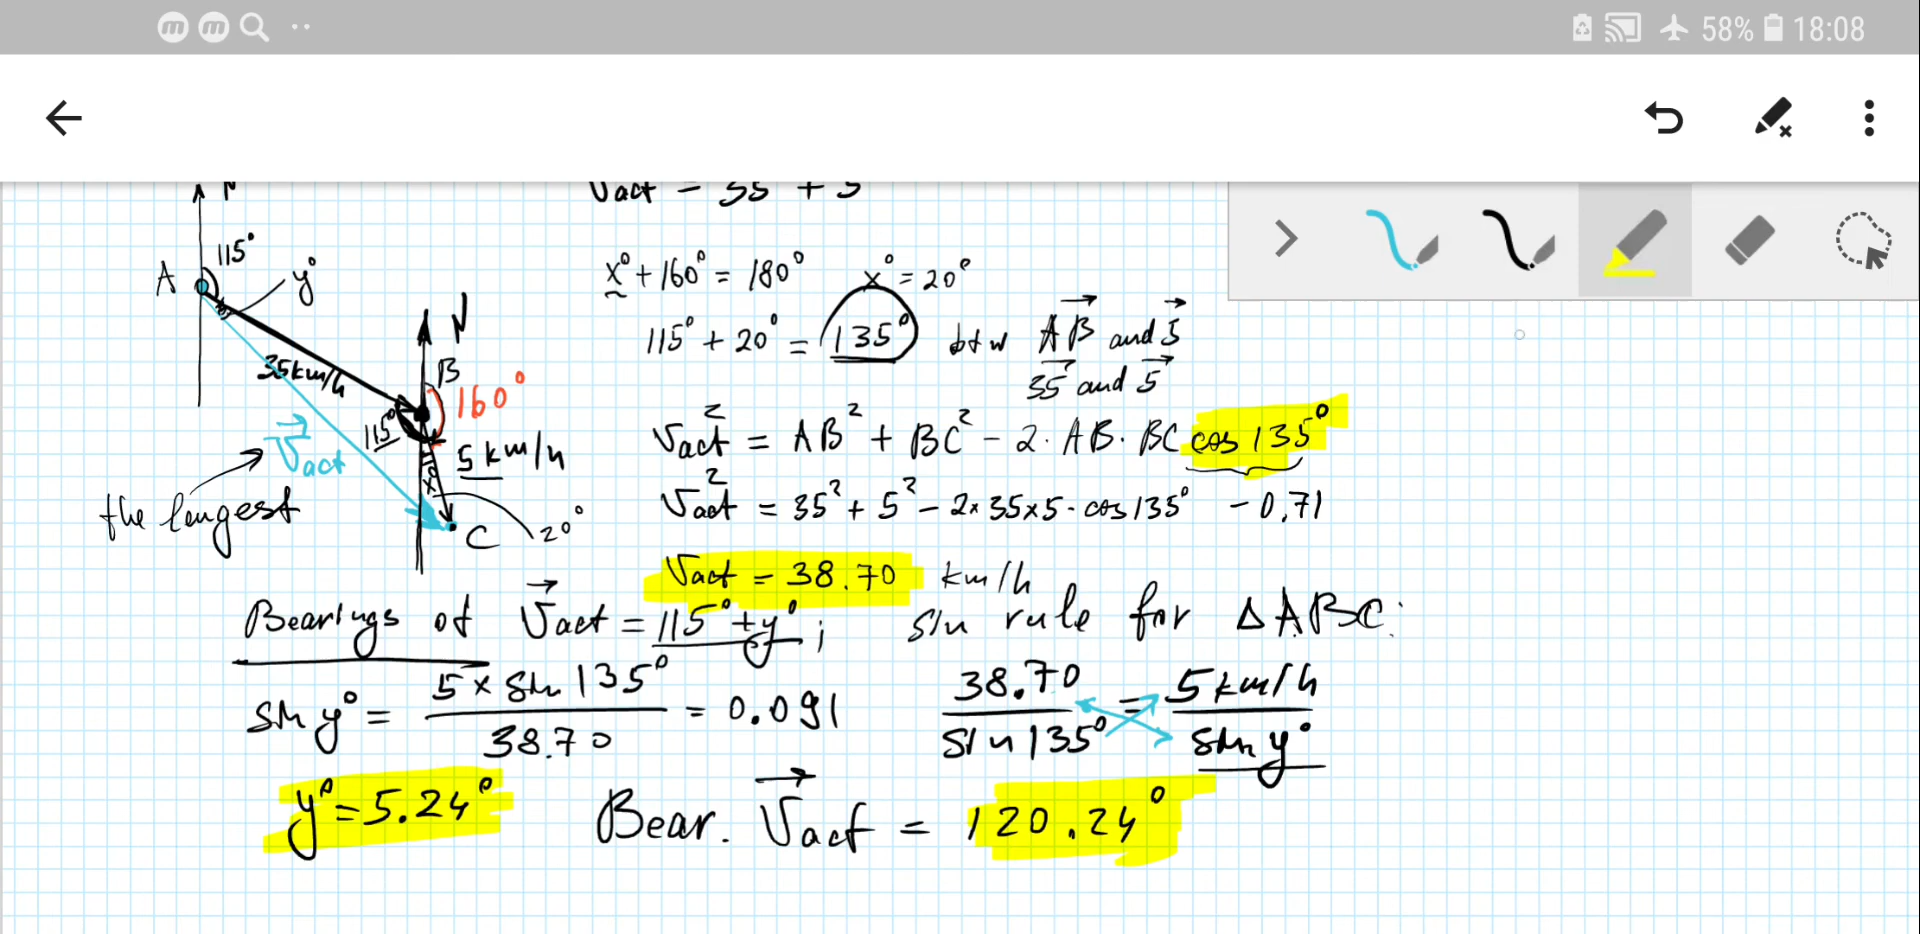 58% 18:08
N
Vact = 35 + 5
115°
A
y°
x° + 160° = 180° x° = 20°
N
115° + 20° = 135° btw AB and 5
35 and 5
35km/h
B
160°
115°
Vact² = AB² + BC² - 2· AB· BC cos 135°
Vact
5 km/h
x°
the longest
Vact² = 35² + 5² - 2×35×5· cos 135° - 0,71
C
20°
Vact = 38.70 km/h
Bearings of Vact = 115° + y° ; sin rule for ΔABC:
sin y° = 5 × sin 135° / 38.70 = 0.091
38.70 / sin 135° = 5 km/h / sin y°
y° = 5.24° Bear. Vact = 120.24°